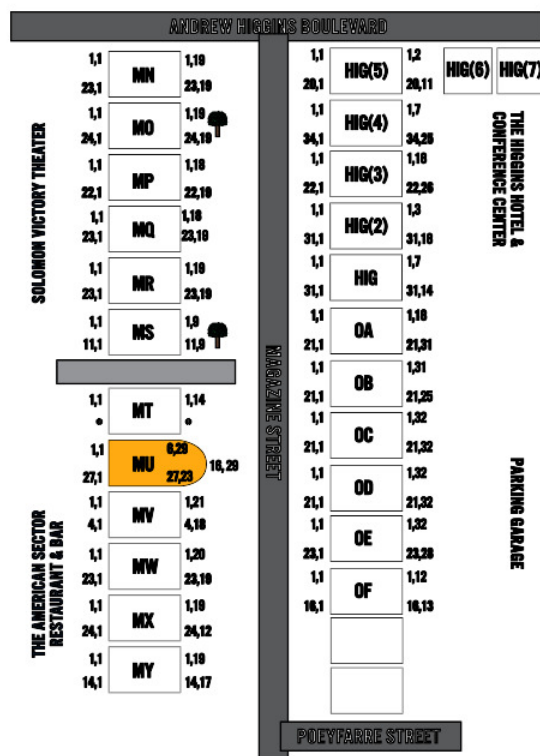 ANDREW HIGGINS BOULEVARD
1,1 MN 1,19
23,1 23,19
1,1 MO 1,19
24,1 24,19
1,1 MP 1,18
22,1 22,19
1,1 MQ 1,18
23,1 23,19
1,1 MR 1,19
23,1 23,19
1,1 MS 1,9
11,1 11,9
1,1 MT 1,14
1,1 MU 6,29
16,29
27,1 27,23
1,1 MV 1,21
4,1 4,18
1,1 MW 1,20
23,1 23,19
1,1 MX 1,19
24,1 24,12
1,1 MY 1,19
14,1 14,17
SOLOMON VICTORY THEATER
THE AMERICAN SECTOR
RESTAURANT & BAR
MAGAZINE STREET
1,1 HIG(5) 1,2
20,11
HIG(6) HIG(7)
1,1 HIG(4) 1,7
34,1 34,25
1,1 HIG(3)
22,1 22,26
1,1 HIG(2) 1,3
31,1
1,1 HIG 1,7
31,1 31,14
1,1 OA
21,1 21,31
1,1 OB 1,31
21,1 21,25
1,1 OC 1,32
21,1 21,32
1,1 OD 1,32
21,1 21,32
1,1 OE 1,32
23,1 23,28
1,1 OF 1,12
16,1 16,13
THE HIGGINS HOTEL &
CONFERENCE CENTER
PARKING GARAGE
POEYFARRE STREET